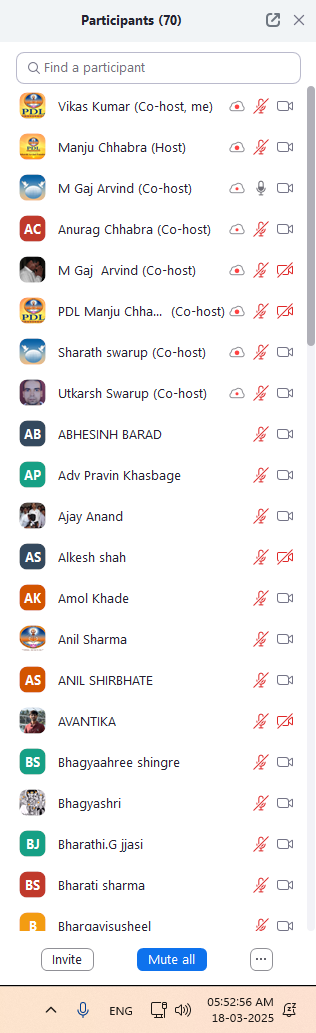 Participants (70)
Find a participant
PDL
Vikas Kumar (Co-host, me)
PDL
Manju Chhabra (Host)
M Gaj Arvind (Co-host)
AC
Anurag Chhabra (Co-host)
M Gaj Arvind (Co-host)
PDL
PDL Manju Chha... (Co-host)
Sharath swarup (Co-host)
Utkarsh Swarup (Co-host)
AB
ABHESINH BARAD
AP
Adv Pravin Khasbage
Ajay Anand
AS
Alkesh shah
AK
Amol Khade
Anil Sharma
AS
ANIL SHIRBHATE
AVANTIKA
BS
Bhagyaahree shingre
Bhagyashri
BJ
Bharathi.G jjasi
BS
Bharati sharma
B
Bhargavisusheel
Invite
Mute all
...
ENG
05:52:56 AM
18-03-2025